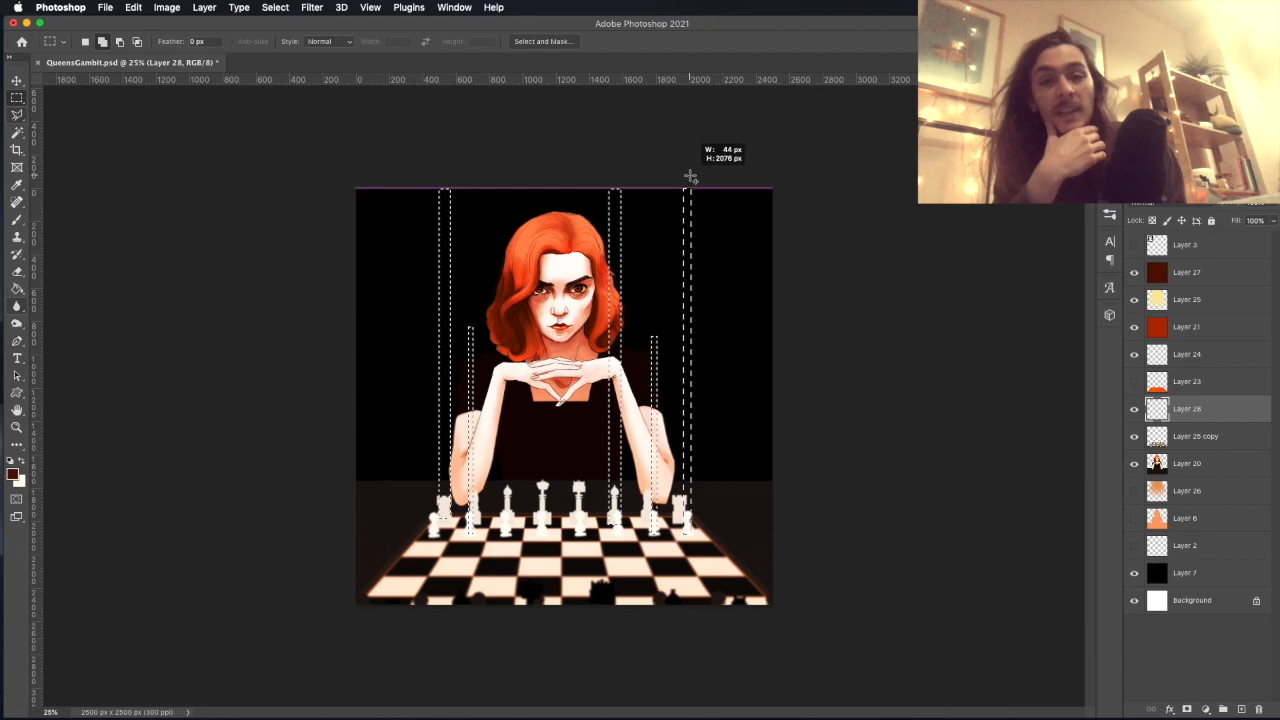 Photoshop File Edit Image Layer Type Select Filter 3D View Plugins Window Help
Adobe Photoshop 2021
Feather: 0 px Anti-alias Style: Normal Width: Height: Select and Mask...
× QueensGambit.psd @ 25% (Layer 28, RGB/8) *
1800 1600 1400 1200 1000 800 600 400 200 0 200 400 600 800 1000 1200 1400 1600 1800 2000 2200 2400 2600 2800 3000 3200
W: 44 px
H: 2076 px
Lock: Fill: 100%
Layer 3
Layer 27
Layer 25
Layer 21
Layer 24
Layer 23
Layer 28
Layer 25 copy
Layer 20
Layer 26
Layer 6
Layer 2
Layer 7
Background
25% 2500 px x 2500 px (300 ppi)